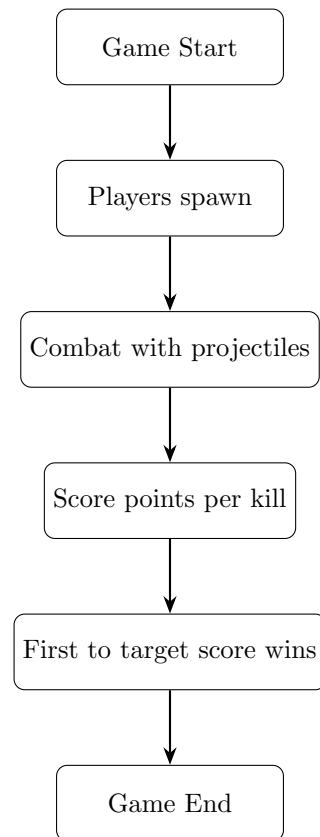 Game Start
Players spawn
Combat with projectiles
Score points per kill
First to target score wins
Game End